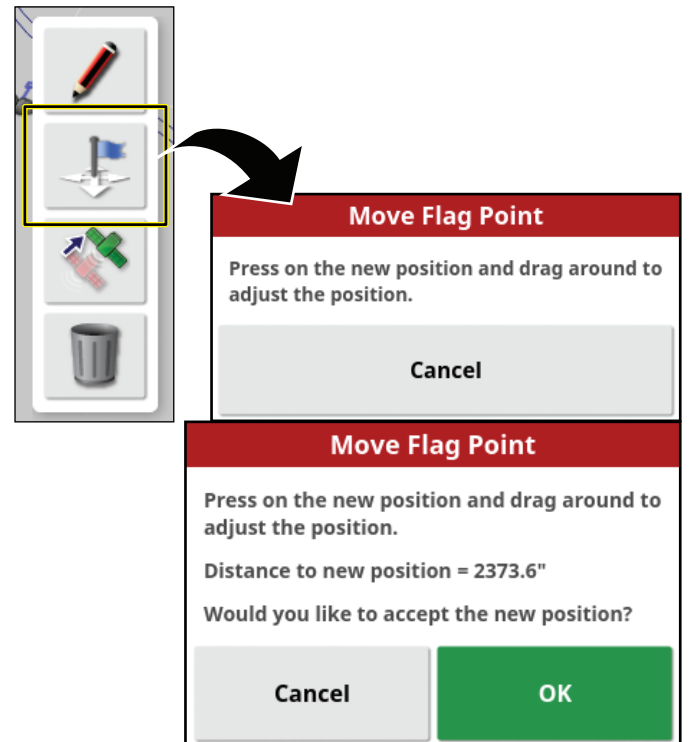 Move Flag Point
Press on the new position and drag around to
adjust the position.
Cancel
Move Flag Point
Press on the new position and drag around to
adjust the position.
Distance to new position = 2373.6"
Would you like to accept the new position?
Cancel OK